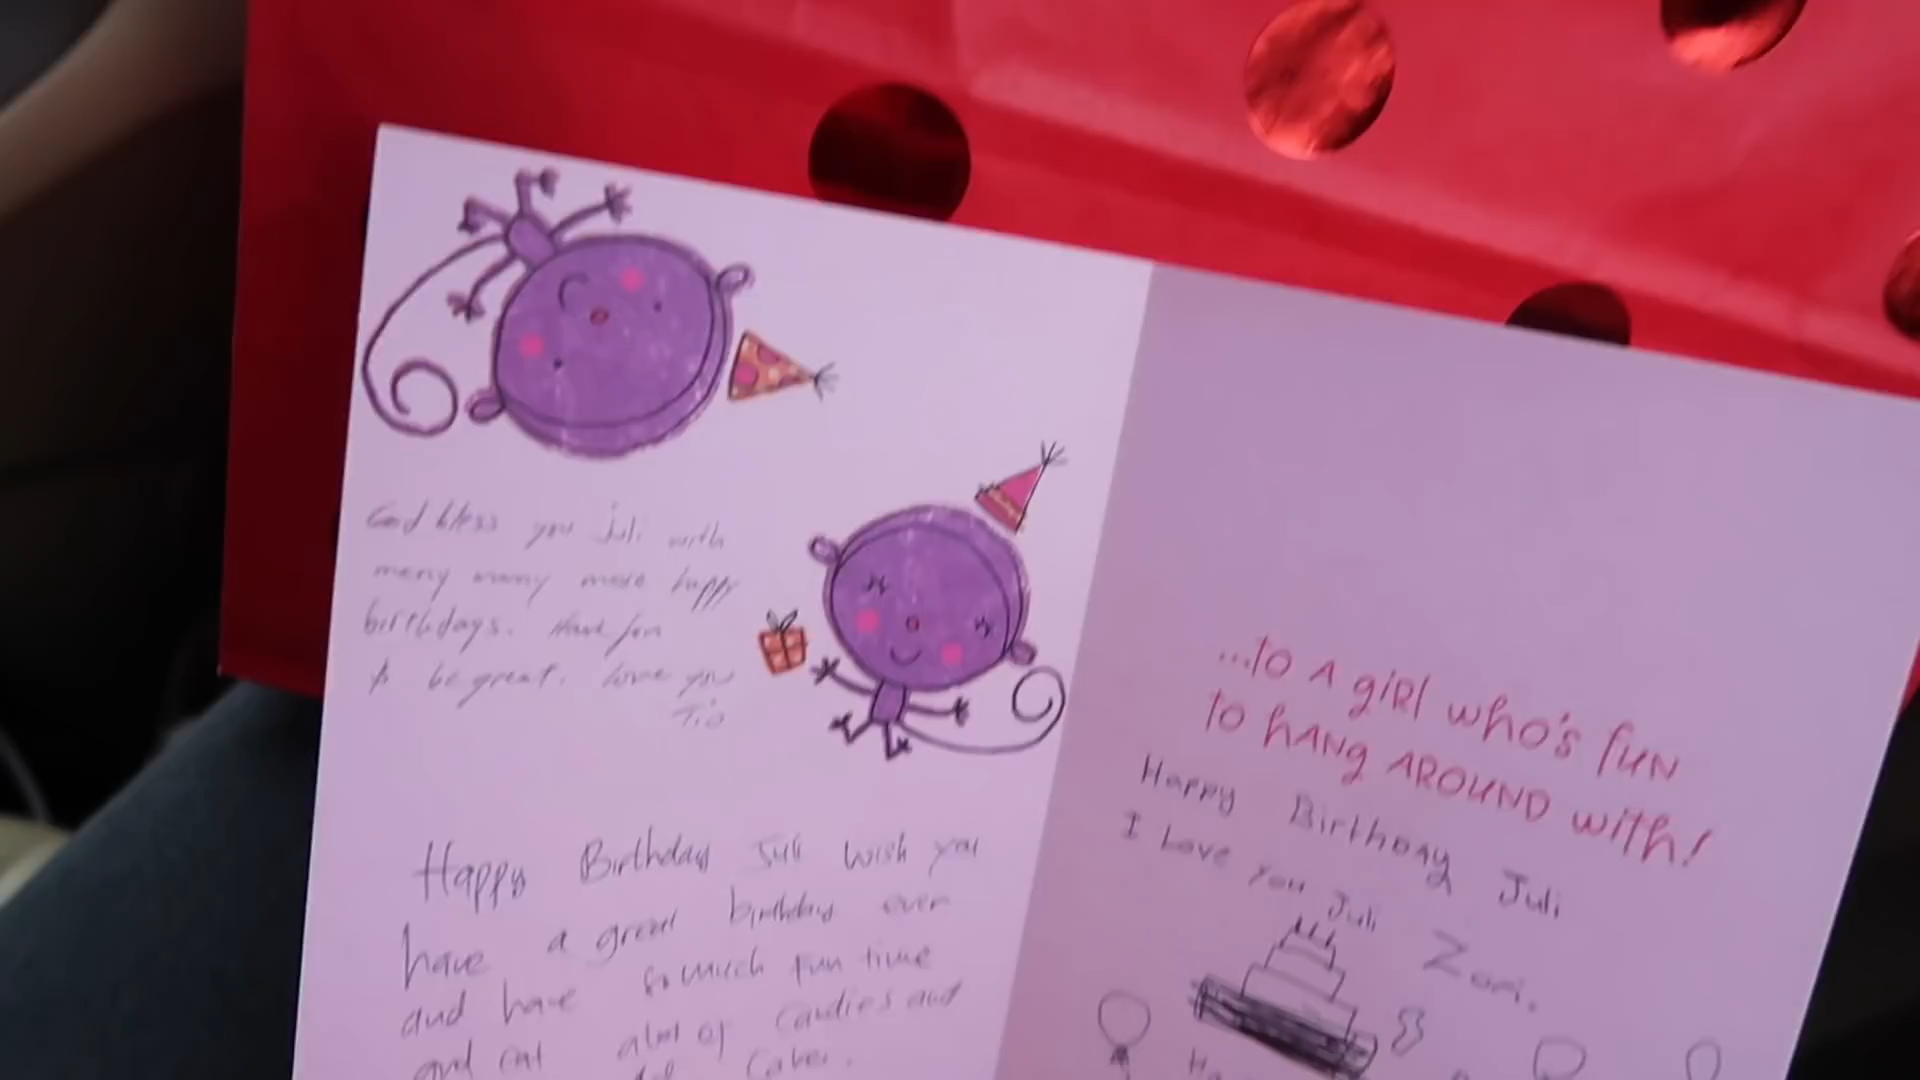 God bless you Juli with
many many more happy
birthdays. Have fun
& be great. Love you
Tio
Happy Birthday Juli wish you
have a great birthday ever
and have so much fun time
and eat alot of Candies and
Cakes.
...to A giRl who's fuN
to hANg AROUND with!
Happy Birthday Juli
I Love You Juli
Zori.